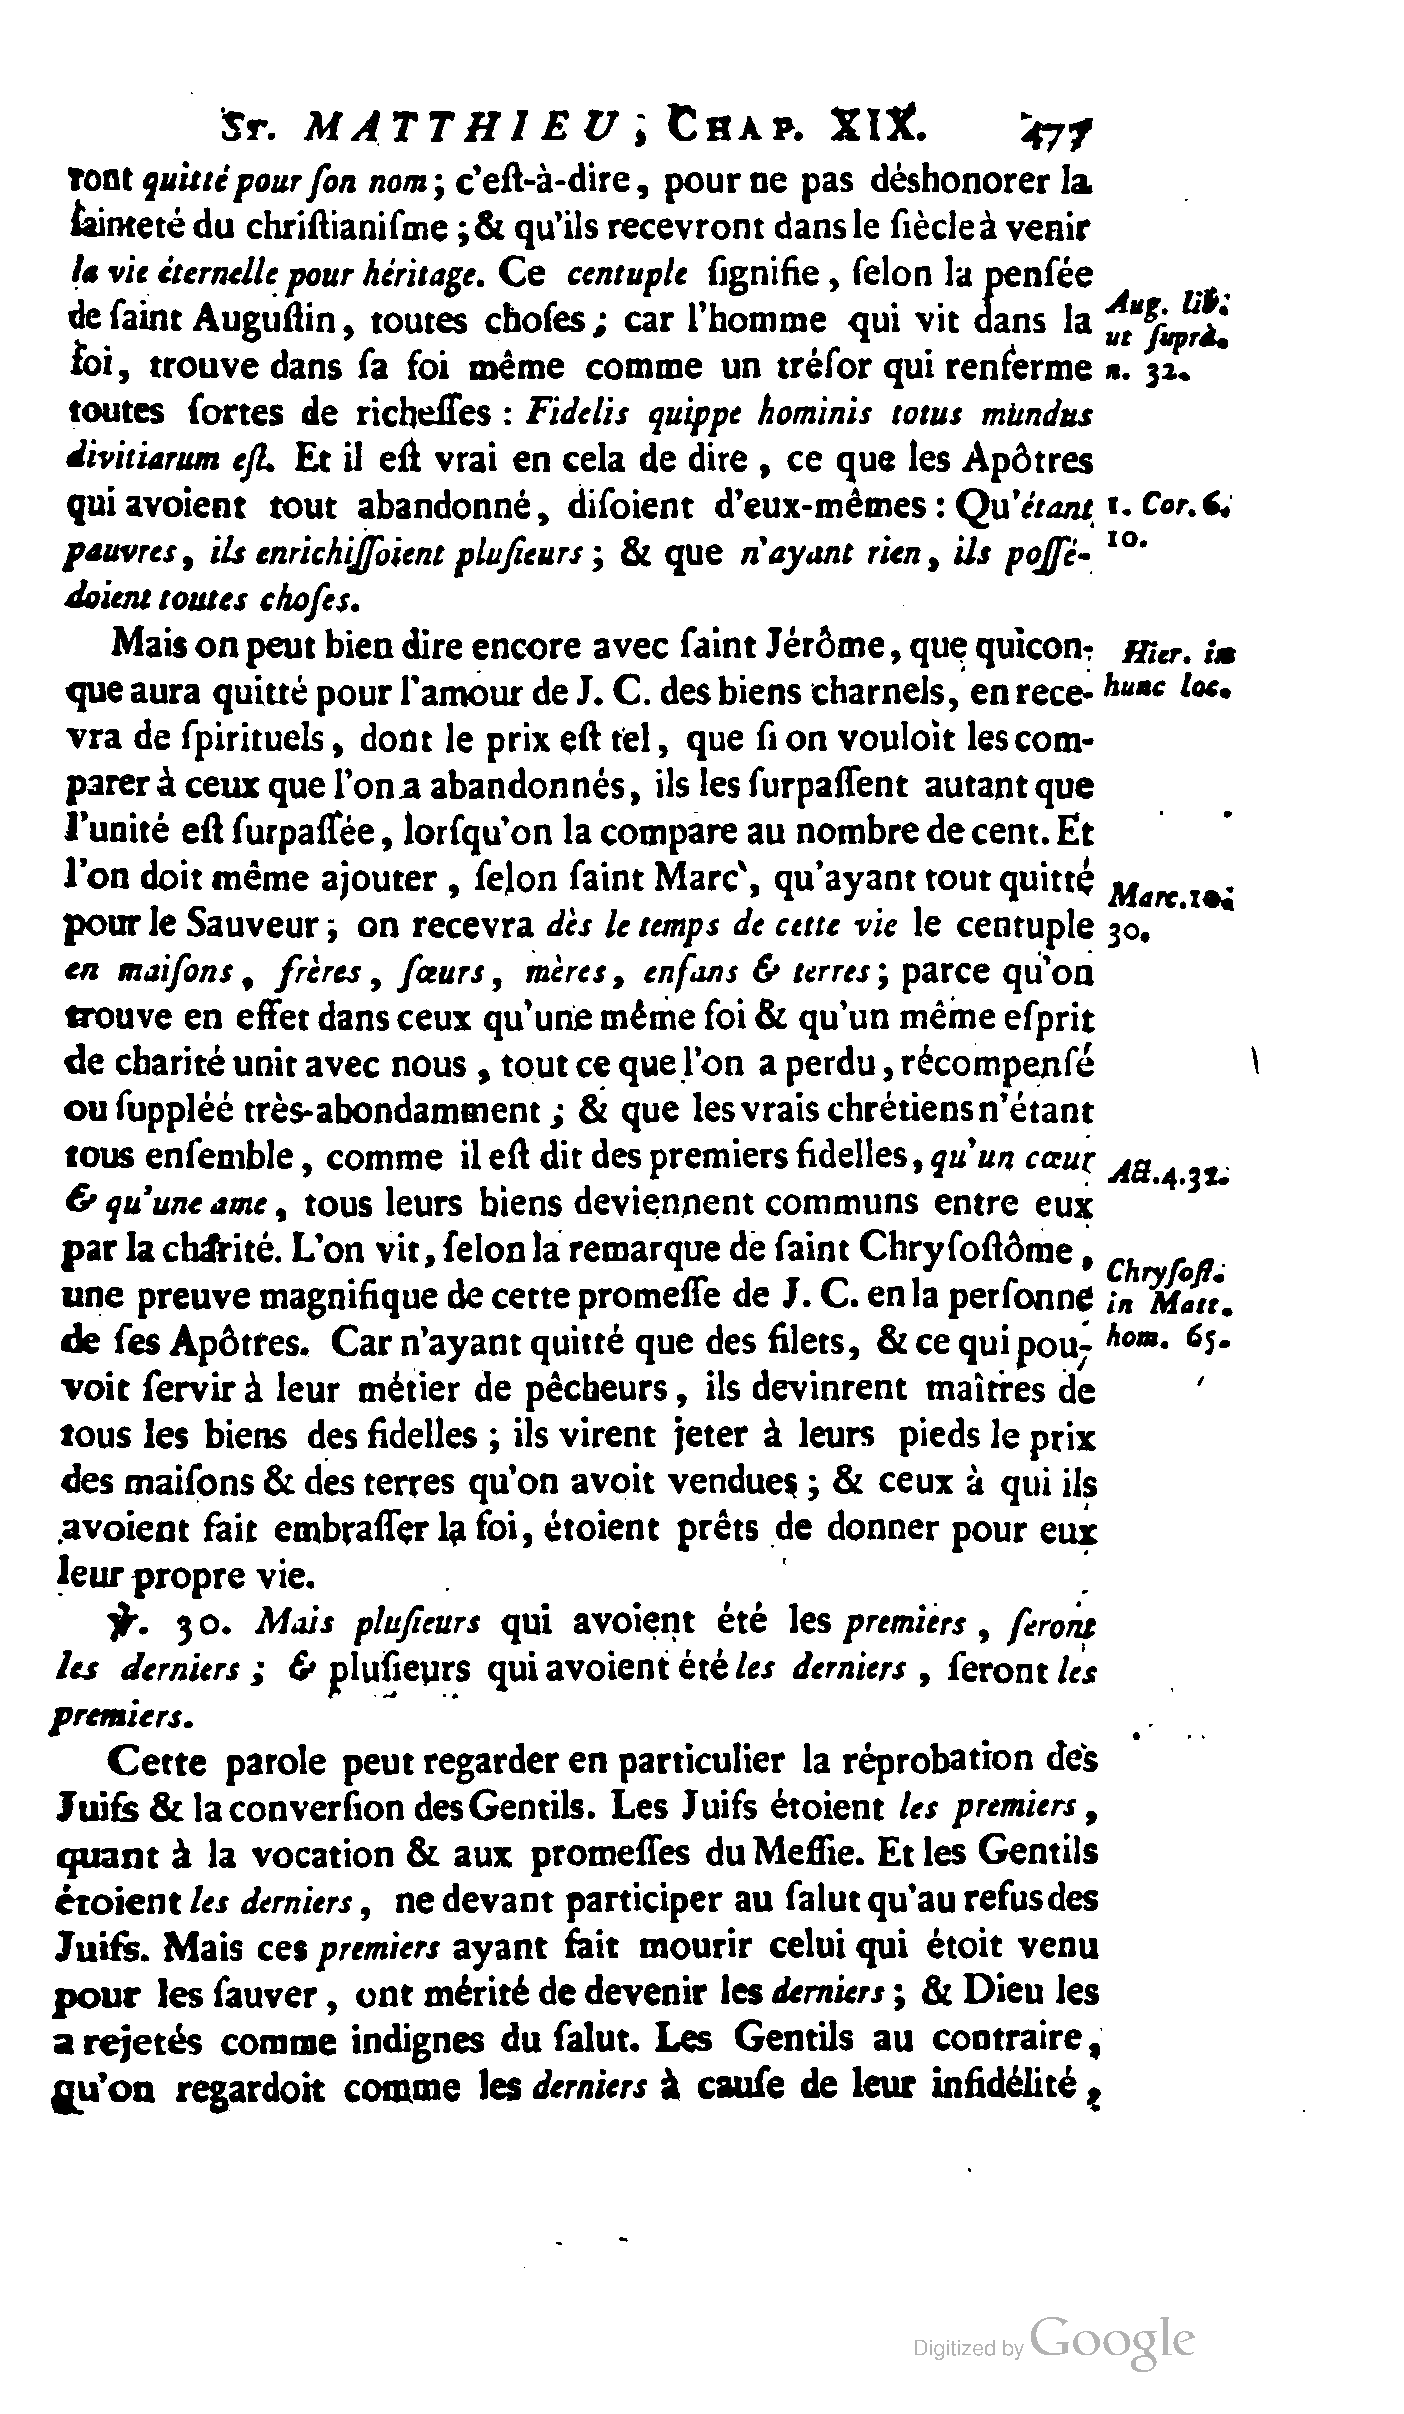 St. MATTHIEU; CHAP. XIX. 477
ront quitté pour ſon nom; c'eſt-à-dire, pour ne pas déshonorer la
ſainteté du chriſtianiſme; & qu'ils recevront dans le ſiècle à venir
la vie éternelle pour héritage. Ce centuple ſignifie, ſelon la penſée
de ſaint Auguſtin, toutes choſes; car l'homme qui vit dans la
Aug. lib.
ut ſuprà.
foi, trouve dans ſa foi même comme un tréſor qui renferme
n. 32.
toutes ſortes de richeſſes : Fidelis quippe hominis totus mundus
divitiarum eſt. Et il eſt vrai en cela de dire, ce que les Apôtres
qui avoient tout abandonné, diſoient d'eux-mêmes : Qu'étant
1. Cor. 6.
10.
pauvres, ils enrichiſſoient pluſieurs; & que n'ayant rien, ils poſſé-
doient toutes choſes.
Mais on peut bien dire encore avec ſaint Jérôme, que quicon-
Hier. in
que aura quitté pour l'amour de J. C. des biens charnels, en rece-
hunc loc.
vra de ſpirituels, dont le prix eſt tel, que ſi on vouloit les com-
parer à ceux que l'on a abandonnés, ils les ſurpaſſent autant que
l'unité eſt ſurpaſſée, lorſqu'on la compare au nombre de cent. Et
l'on doit même ajouter, ſelon ſaint Marc, qu'ayant tout quitté
Marc. 10.
pour le Sauveur; on recevra dès le temps de cette vie le centuple
30.
en maiſons, frères, ſœurs, mères, enfans & terres; parce qu'on
trouve en effet dans ceux qu'une même foi & qu'un même eſprit
de charité unit avec nous, tout ce que l'on a perdu, récompenſé
ou ſuppléé très-abondamment; & que les vrais chrétiens n'étant
tous enſemble, comme il eſt dit des premiers fidelles, qu'un cœur
Act. 4. 32.
& qu'une ame, tous leurs biens deviennent communs entre eux
par la charité. L'on vit, ſelon la remarque de ſaint Chryſoſtôme,
Chryſoſt.
une preuve magnifique de cette promeſſe de J. C. en la perſonne
in Matt.
de ſes Apôtres. Car n'ayant quitté que des filets, & ce qui pou-
hom. 65.
voit ſervir à leur métier de pêcheurs, ils devinrent maîtres de
tous les biens des fidelles; ils virent jeter à leurs pieds le prix
des maiſons & des terres qu'on avoit vendues; & ceux à qui ils
avoient fait embraſſer la foi, étoient prêts de donner pour eux
leur propre vie.
℣. 30. Mais pluſieurs qui avoient été les premiers, ſeront
les derniers; & pluſieurs qui avoient été les derniers, ſeront les
premiers.
Cette parole peut regarder en particulier la réprobation des
Juifs & la converſion des Gentils. Les Juifs étoient les premiers,
quant à la vocation & aux promeſſes du Meſſie. Et les Gentils
étoient les derniers, ne devant participer au ſalut qu'au refus des
Juifs. Mais ces premiers ayant fait mourir celui qui étoit venu
pour les ſauver, ont mérité de devenir les derniers; & Dieu les
a rejetés comme indignes du ſalut. Les Gentils au contraire,
qu'on regardoit comme les derniers à cauſe de leur infidélité,
Digitized by Google